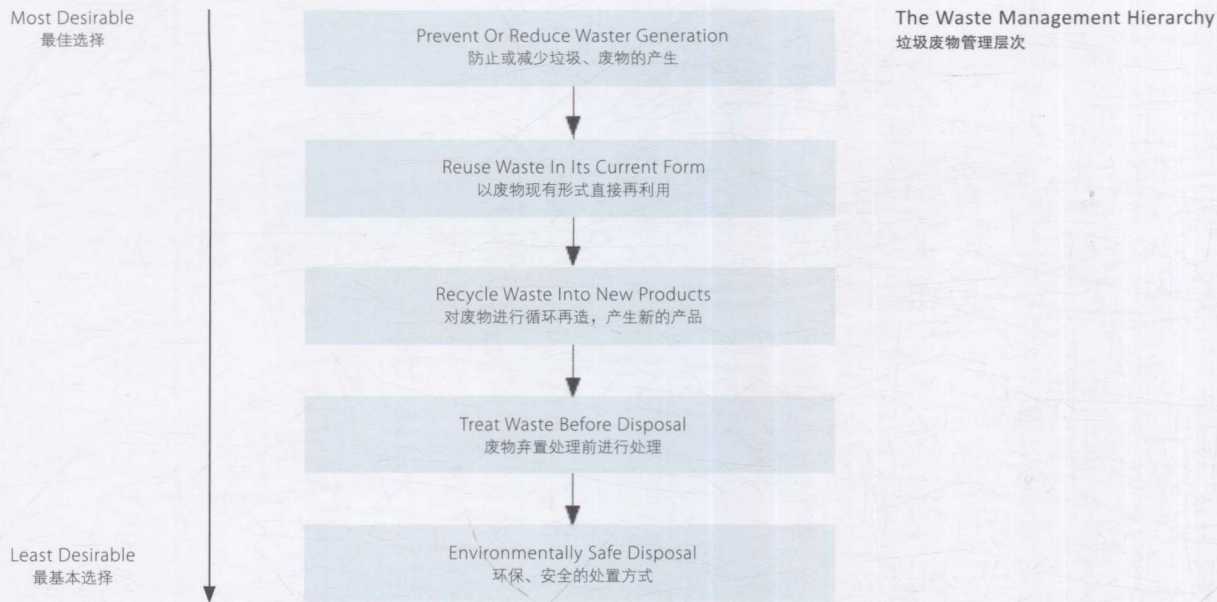 Most Desirable
最佳选择
Prevent Or Reduce Waster Generation
防止或减少垃圾、废物的产生
The Waste Management Hierarchy
垃圾废物管理层次
Reuse Waste In Its Current Form
以废物现有形式直接再利用
Recycle Waste Into New Products
对废物进行循环再造，产生新的产品
Treat Waste Before Disposal
废物弃置处理前进行处理
Least Desirable
最基本选择
Environmentally Safe Disposal
环保、安全的处置方式